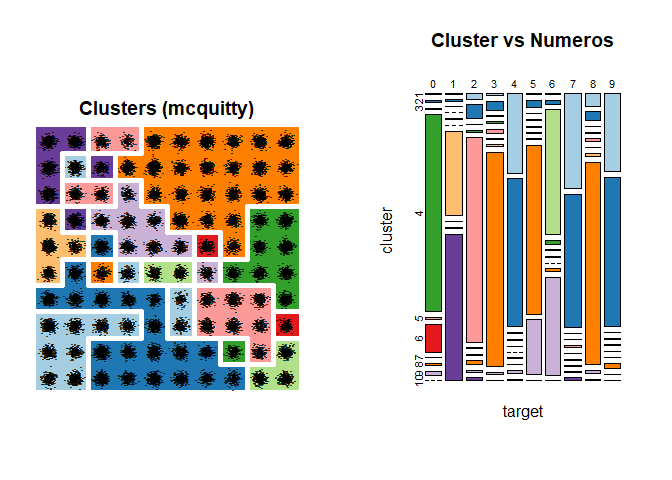 Clusters (mcquitty)
Cluster vs Numeros
0 1 2 3 4 5 6 7 8 9
cluster
321
4
5
6
87
109
target